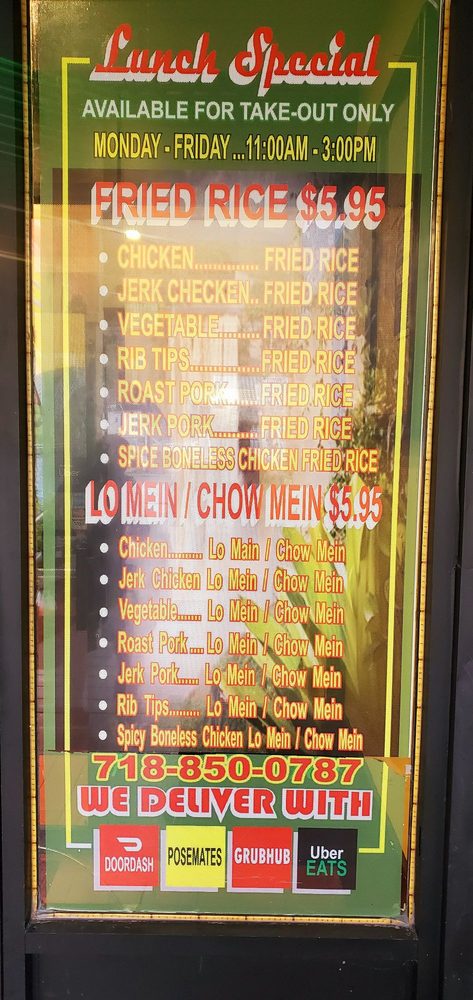 Lunch Special
AVAILABLE FOR TAKE-OUT ONLY
MONDAY - FRIDAY ...11:00AM - 3:00PM
FRIED RICE $5.95
• CHICKEN............. FRIED RICE
• JERK CHECKEN.. FRIED RICE
• VEGETABLE......... FRIED RICE
• RIB TIPS...............FRIED RICE
• ROAST PORK...... FRIED RICE
• JERK PORK.......... FRIED RICE
• SPICE BONELESS CHICKEN FRIED RICE
LO MEIN / CHOW MEIN $5.95
• Chicken.......... Lo Main / Chow Mein
• Jerk Chicken Lo Mein / Chow Mein
• Vegetable....... Lo Mein / Chow Mein
• Roast Pork .... Lo Mein / Chow Mein
• Jerk Pork...... Lo Mein / Chow Mein
• Rib Tips......... Lo Mein / Chow Mein
• Spicy Boneless Chicken Lo Mein / Chow Mein
718-850-0787
WE DELIVER WITH
DOORDASH
POSEMATES
GRUBHUB
Uber
EATS